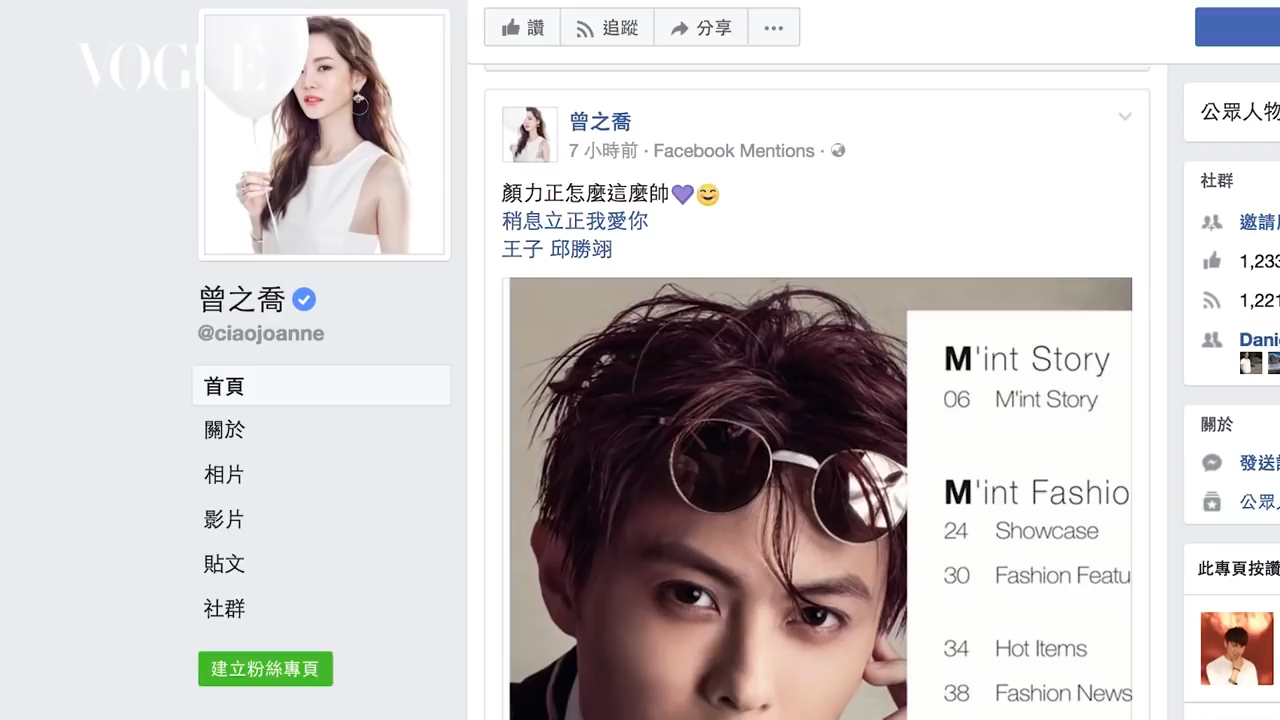 VOGUE
讚
追蹤
分享
曾之喬
@ciaojoanne
首頁
關於
相片
影片
貼文
社群
建立粉絲專頁
曾之喬
7 小時前 · Facebook Mentions ·
顏力正怎麼這麼帥💜😊
稍息立正我愛你
王子 邱勝翊
M'int Story
06 M'int Story
M'int Fashio
24 Showcase
30 Fashion Featu
34 Hot Items
38 Fashion News
公眾人物
社群
邀請
1,233
1,221
Dani
關於
發送
公眾
此專頁按讚